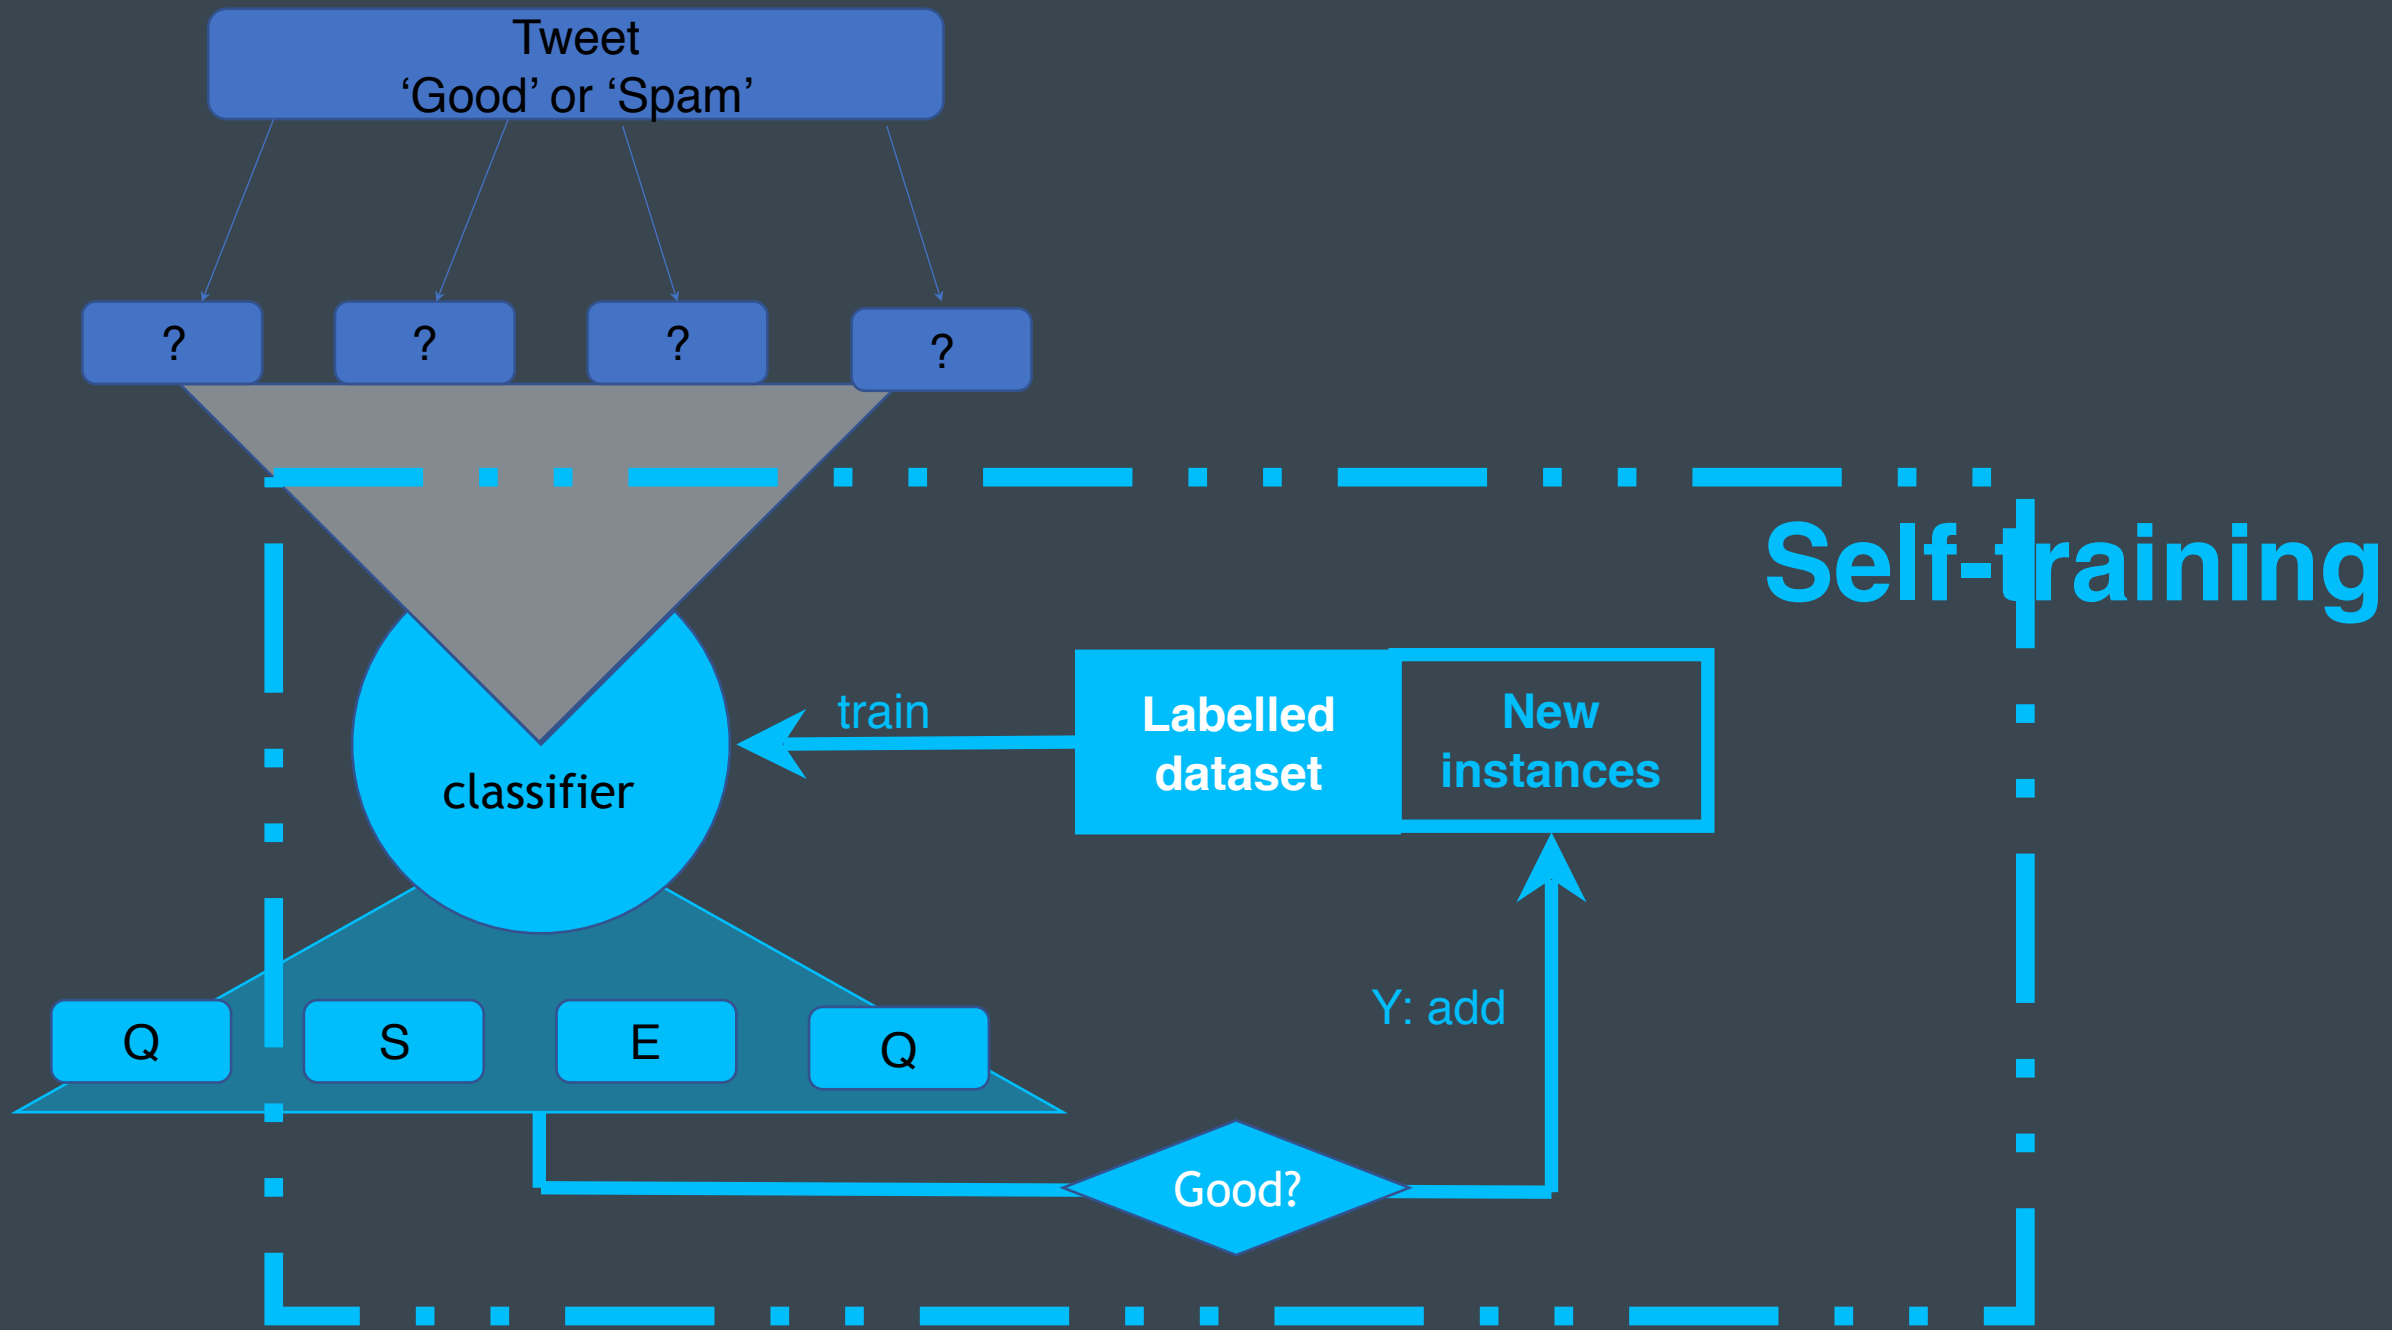 Tweet
‘Good’ or ‘Spam’
?
?
?
?
Self-training
train
Labelled
dataset
New
instances
classifier
Q
S
E
Q
Y: add
Good?